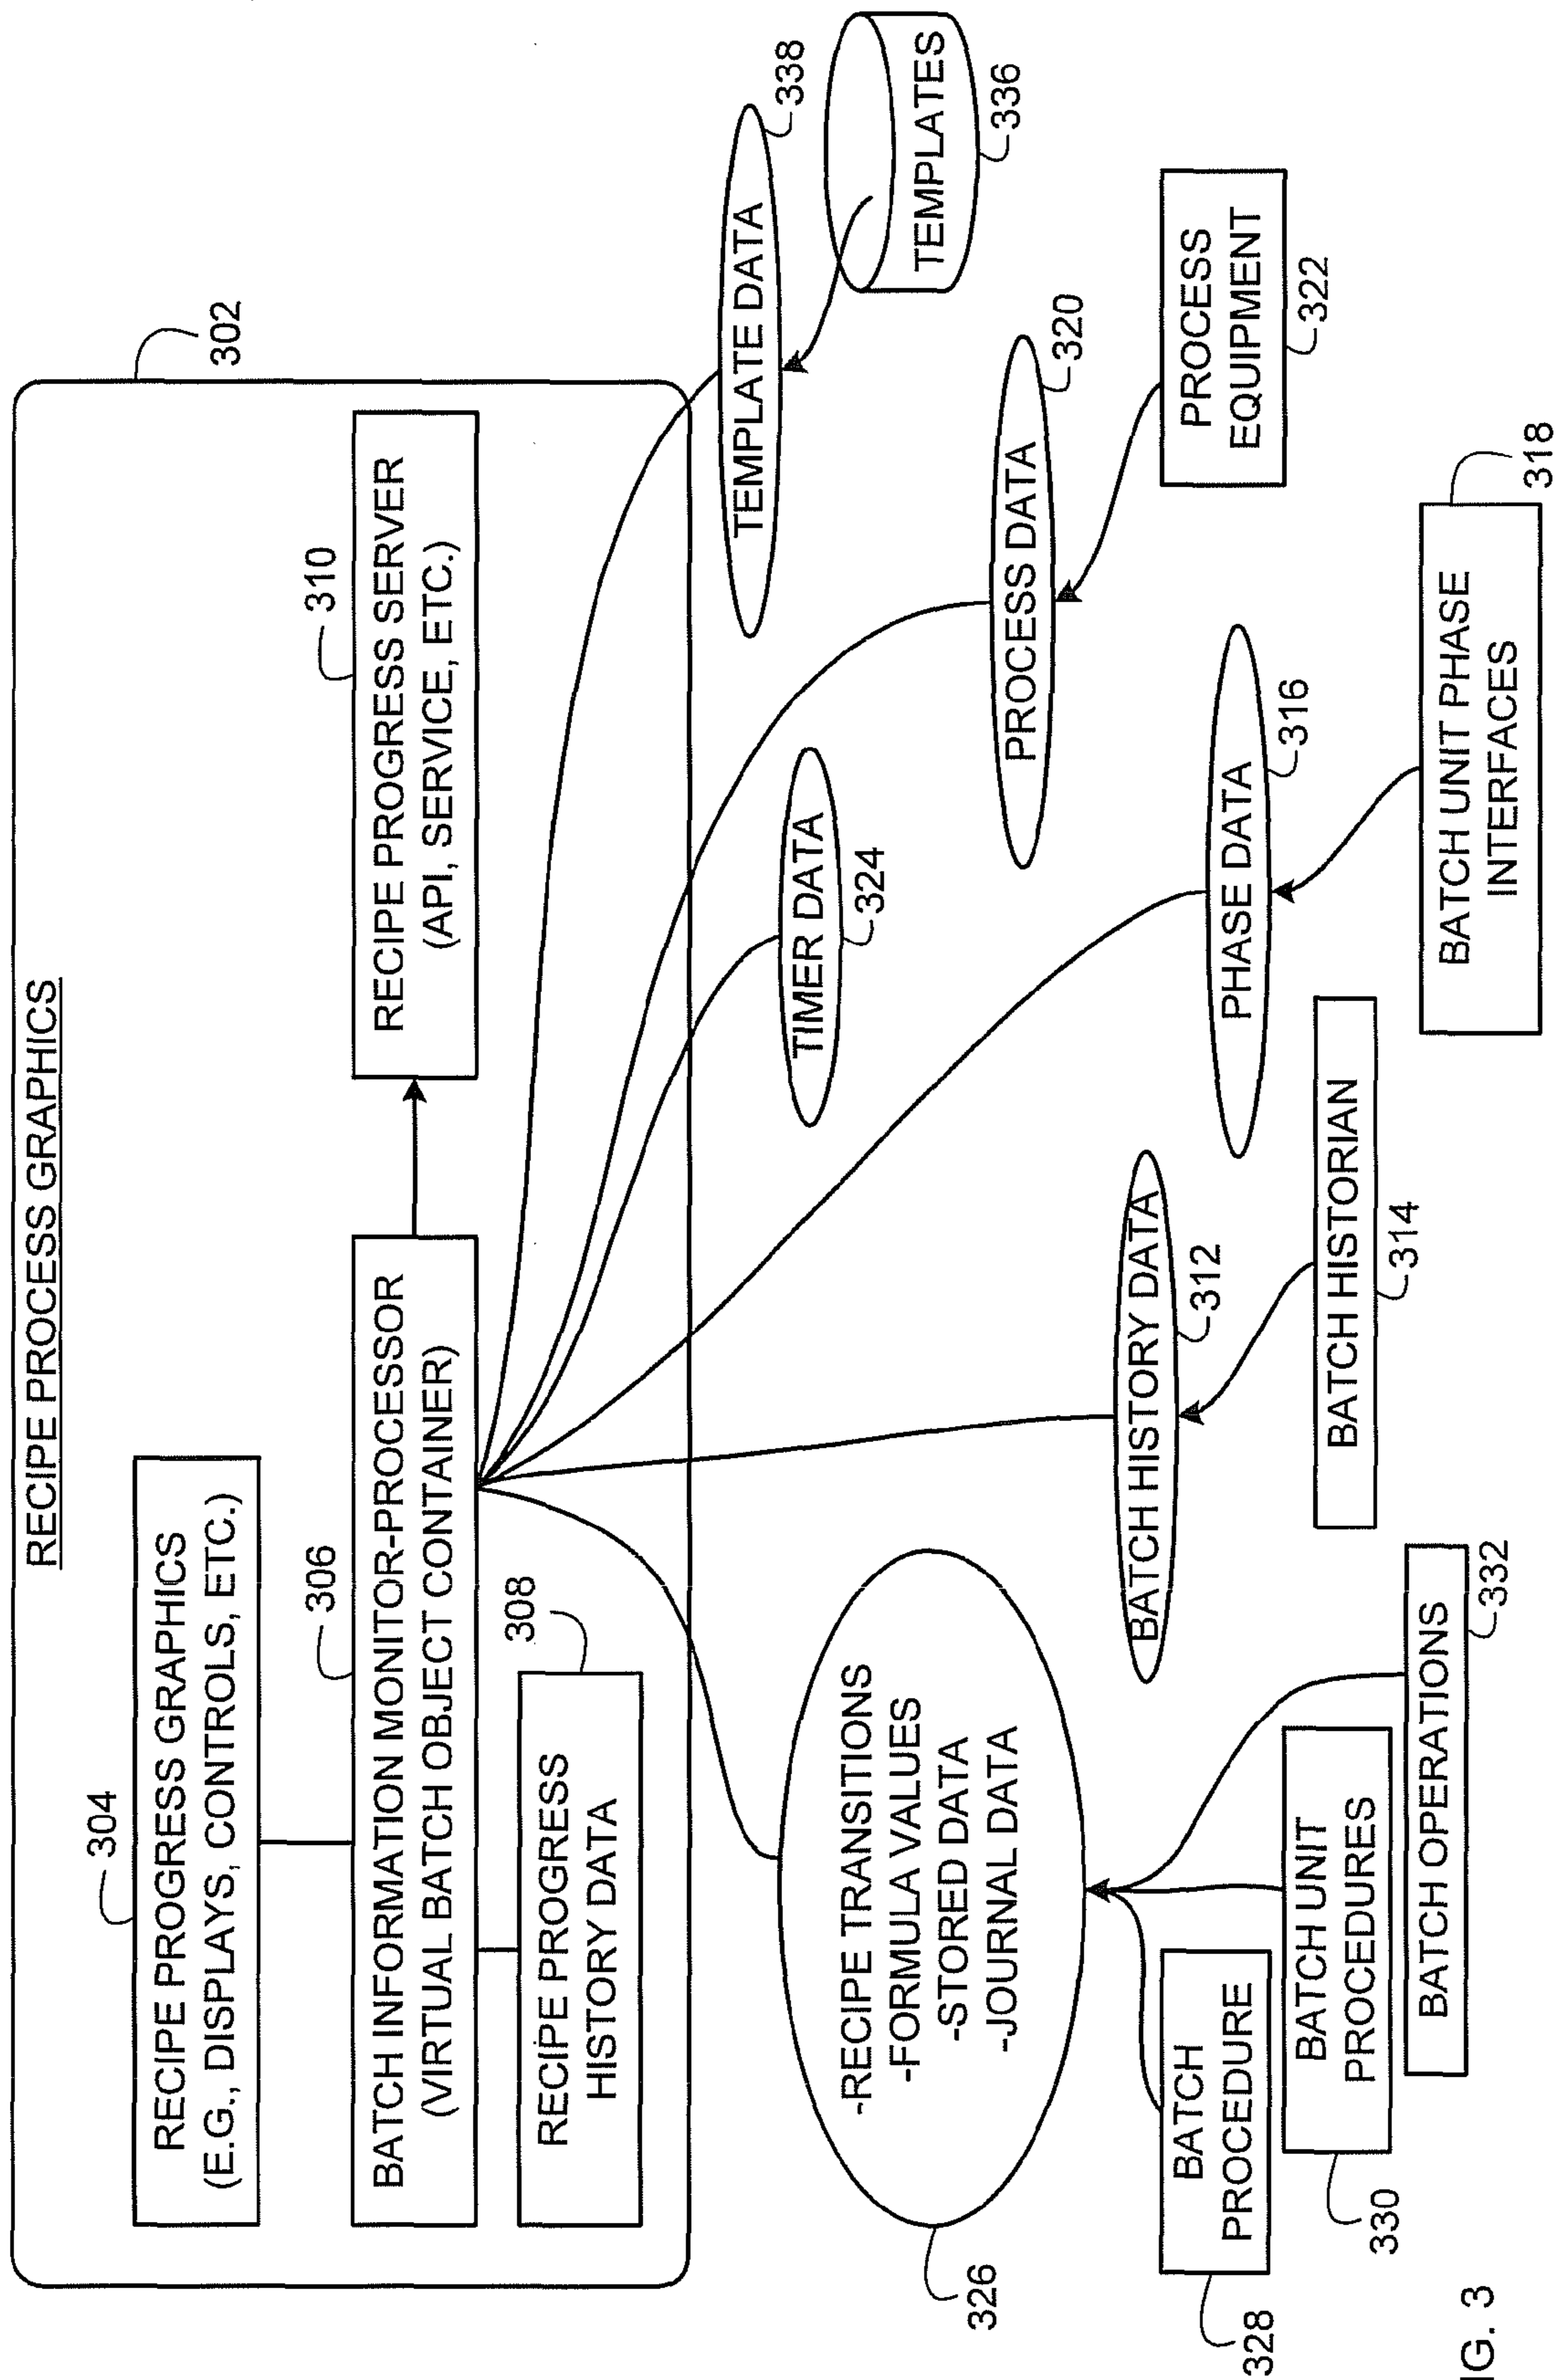 RECIPE PROCESS GRAPHICS
302
304
RECIPE PROGRESS GRAPHICS
(E.G., DISPLAYS, CONTROLS, ETC.)
306
BATCH INFORMATION MONITOR-PROCESSOR
(VIRTUAL BATCH OBJECT CONTAINER)
310
RECIPE PROGRESS SERVER
(API, SERVICE, ETC.)
308
RECIPE PROGRESS
HISTORY DATA
-RECIPE TRANSITIONS
-FORMULA VALUES
-STORED DATA
-JOURNAL DATA
326
TIMER DATA
324
TEMPLATE DATA
338
TEMPLATES
336
BATCH HISTORY DATA
312
PHASE DATA
316
PROCESS DATA
320
PROCESS
EQUIPMENT
322
BATCH
PROCEDURE
328
BATCH UNIT
PROCEDURES
330
BATCH OPERATIONS
332
BATCH HISTORIAN
314
BATCH UNIT PHASE
INTERFACES
318
IG. 3